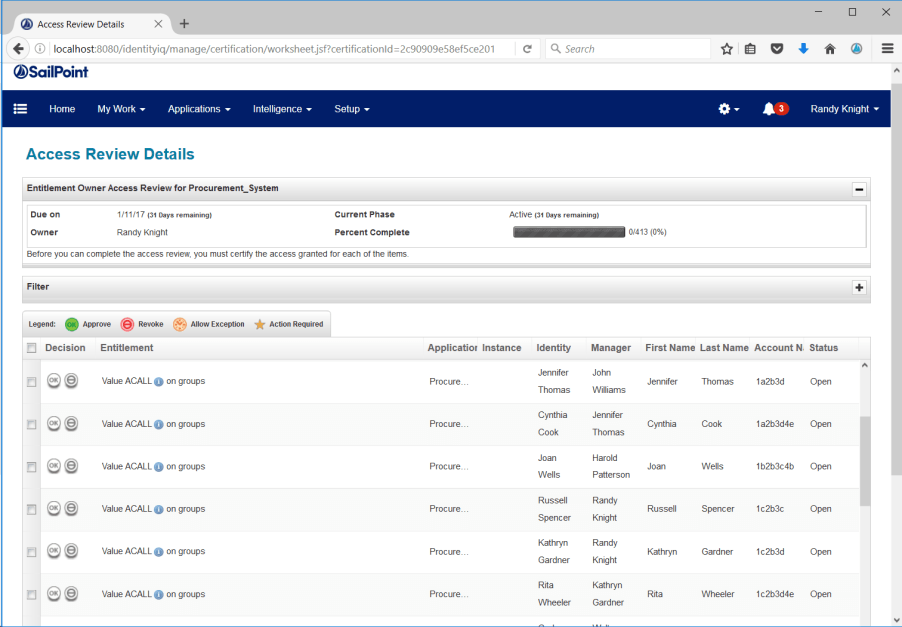 Access Review Details
localhost:8080/identityiq/manage/certification/worksheet.jsf?certificationId=2c90909e58ef5ce201
Search
SailPoint
Home My Work Applications Intelligence Setup 3 Randy Knight
Access Review Details
Entitlement Owner Access Review for Procurement_System
Due on 1/11/17 (31 Days remaining) Current Phase Active (31 Days remaining)
Owner Randy Knight Percent Complete 0/413 (0%)
Before you can complete the access review, you must certify the access granted for each of the items.
Filter
Legend: OK Approve Revoke Allow Exception Action Required
Decision Entitlement Application Instance Identity Manager First Name Last Name Account N. Status
OK Value ACALL on groups Procure... Jennifer Thomas John Williams Jennifer Thomas 1a2b3d Open
OK Value ACALL on groups Procure... Cynthia Cook Jennifer Thomas Cynthia Cook 1a2b3d4e Open
OK Value ACALL on groups Procure... Joan Wells Harold Patterson Joan Wells 1b2b3c4b Open
OK Value ACALL on groups Procure... Russell Spencer Randy Knight Russell Spencer 1c2b3c Open
OK Value ACALL on groups Procure... Kathryn Gardner Randy Knight Kathryn Gardner 1c2b3d Open
OK Value ACALL on groups Procure... Rita Wheeler Kathryn Gardner Rita Wheeler 1c2b3d4e Open